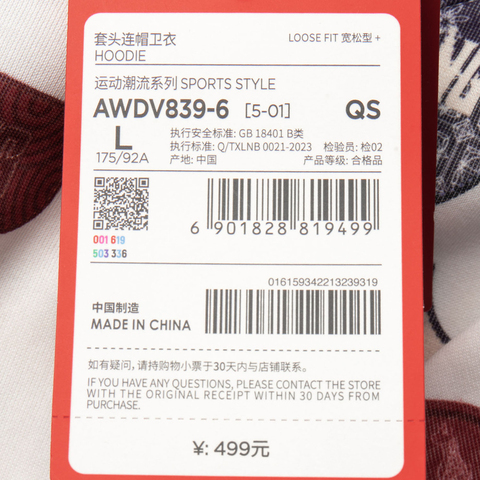 套头连帽卫衣 LOOSE FIT 宽松型 +
HOODIE
运动潮流系列 SPORTS STYLE
AWDV839-6 [5-01] QS
L
175/92A
执行安全标准: GB 18401 B类
执行标准: Q/TXLNB 0021-2023 检验员: 检02
产地: 中国 产品等级: 合格品
001 619
503 336
6 901828 819499
016159342213239319
中国制造
MADE IN CHINA
如有疑问，请持购物小票于30天内与店铺联系。
IF YOU HAVE ANY QUESTIONS, PLEASE CONTACT THE STORE
WITH THE ORIGINAL RECEIPT WITHIN 30 DAYS FROM
PURCHASE.
¥: 499元